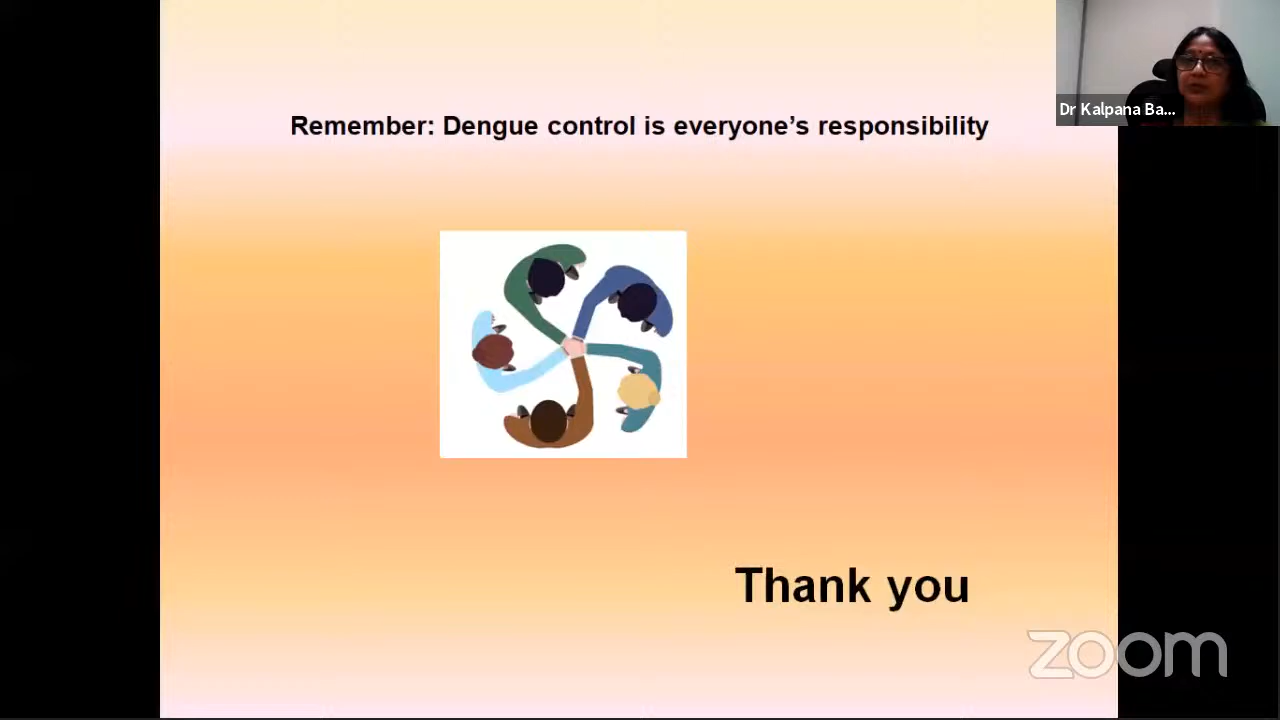 Remember: Dengue control is everyone’s responsibility
Dr Kalpana Ba...
Thank you
zoom